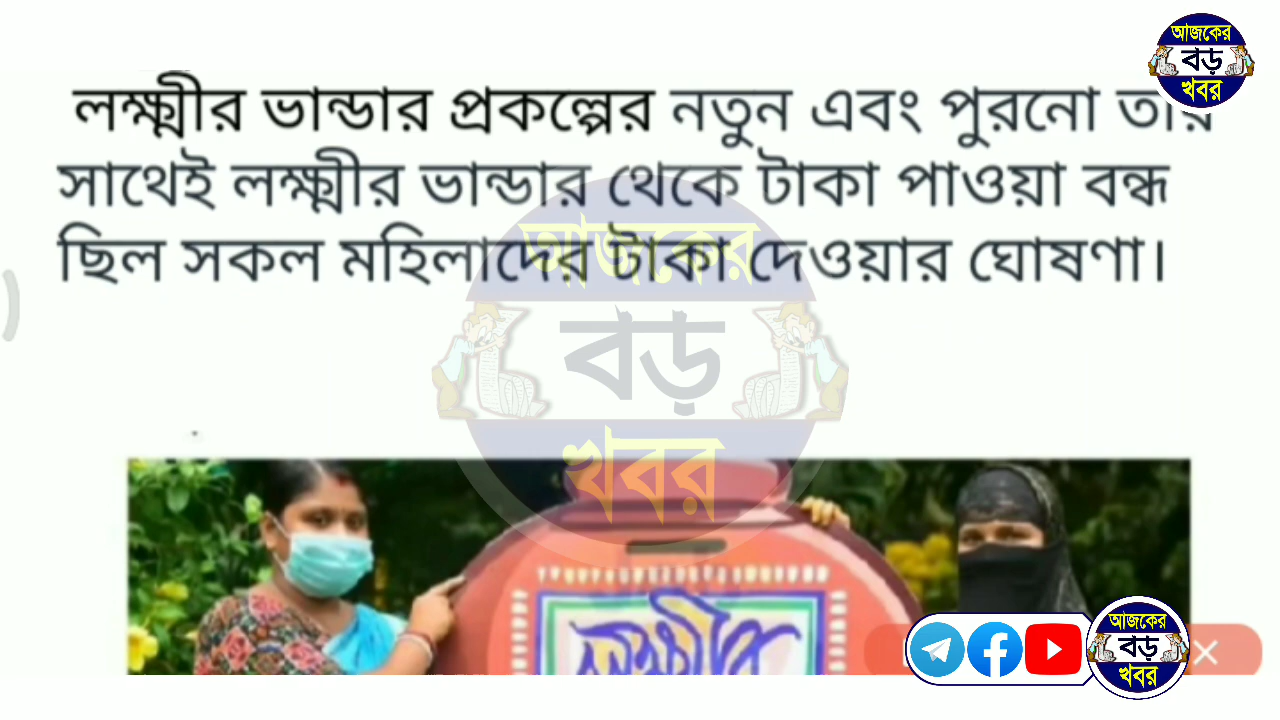 আজকের
বড়
খবর
লক্ষ্মীর ভান্ডার প্রকল্পের নতুন এবং পুরনো তার
সাথেই লক্ষ্মীর ভান্ডার থেকে টাকা পাওয়া বন্ধ
ছিল সকল মহিলাদের টাকা দেওয়ার ঘোষণা।
আজকের
বড়
খবর
লক্ষ্মীর
আজকের
বড়
খবর